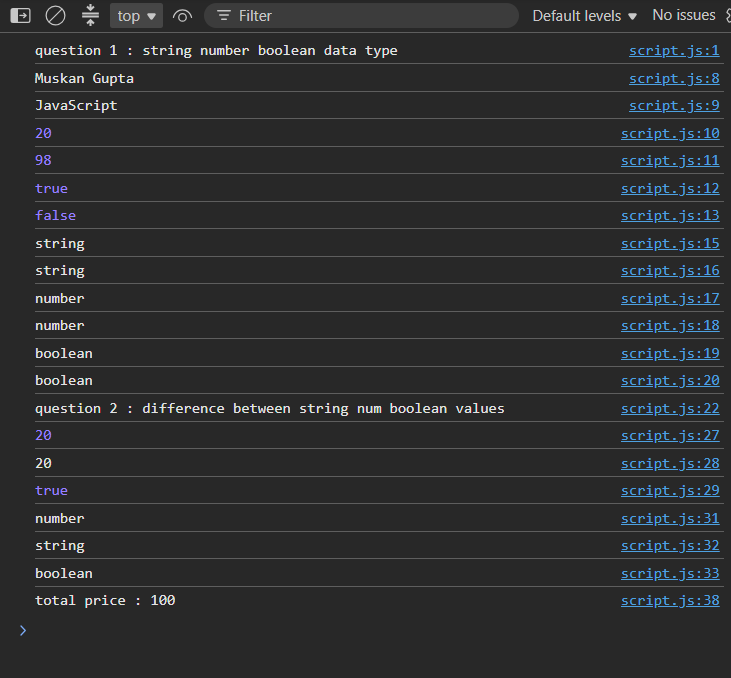 top Filter Default levels No issues
question 1 : string number boolean data type script.js:1
Muskan Gupta script.js:8
JavaScript script.js:9
20 script.js:10
98 script.js:11
true script.js:12
false script.js:13
string script.js:15
string script.js:16
number script.js:17
number script.js:18
boolean script.js:19
boolean script.js:20
question 2 : difference between string num boolean values script.js:22
20 script.js:27
20 script.js:28
true script.js:29
number script.js:31
string script.js:32
boolean script.js:33
total price : 100 script.js:38